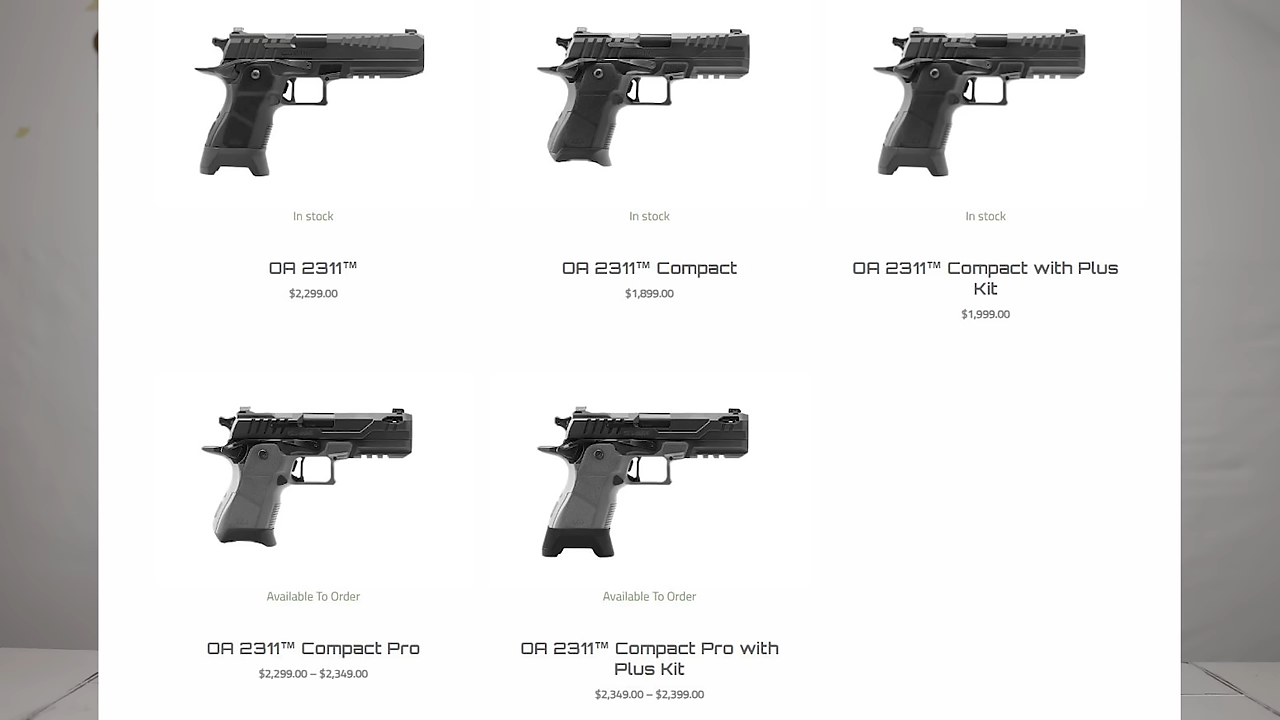 In stock
In stock
In stock
OA 2311™
OA 2311™ Compact
OA 2311™ Compact with Plus
Kit
$2,299.00
$1,899.00
$1,999.00
Available To Order
Available To Order
OA 2311™ Compact Pro
OA 2311™ Compact Pro with
Plus Kit
$2,299.00 – $2,349.00
$2,349.00 – $2,399.00